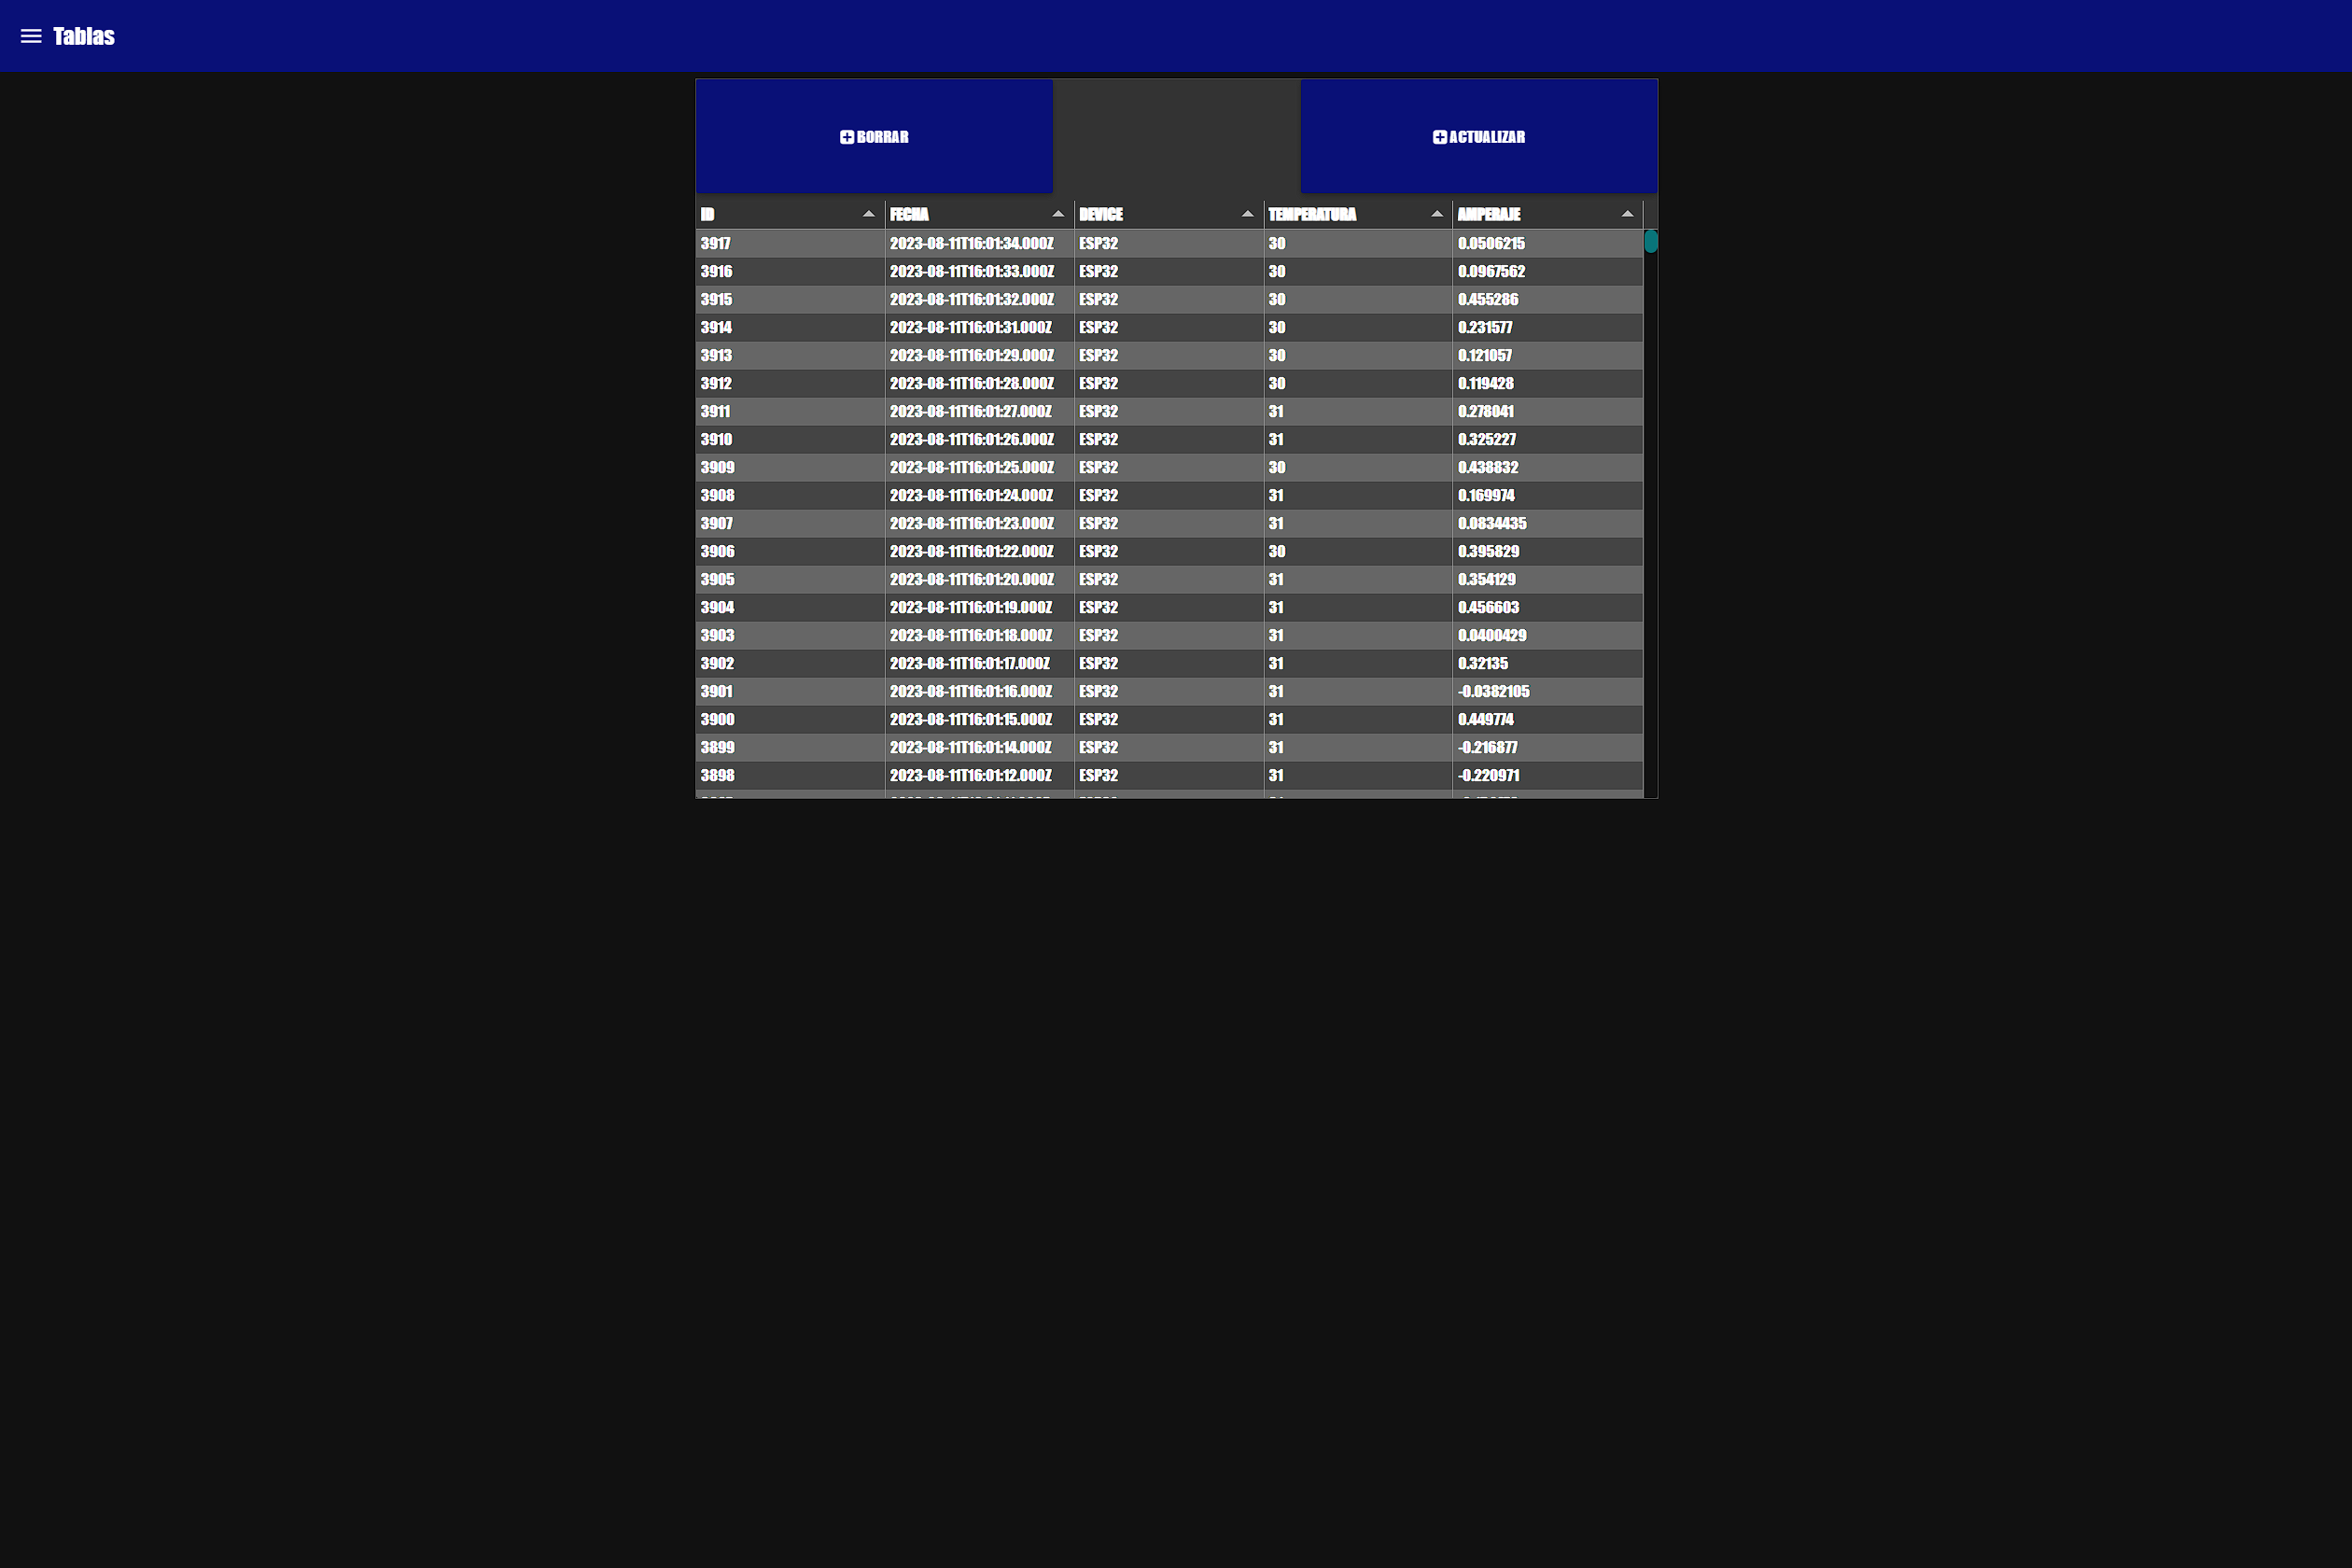 Tablas
BORRAR ACTUALIZAR
ID FECHA DEVICE TEMPERATURA AMPERAJE
3917 2023-08-11T16:01:34.000Z ESP32 30 0.0506215
3916 2023-08-11T16:01:33.000Z ESP32 30 0.0967562
3915 2023-08-11T16:01:32.000Z ESP32 30 0.455286
3914 2023-08-11T16:01:31.000Z ESP32 30 0.231577
3913 2023-08-11T16:01:29.000Z ESP32 30 0.121057
3912 2023-08-11T16:01:28.000Z ESP32 30 0.119428
3911 2023-08-11T16:01:27.000Z ESP32 31 0.278041
3910 2023-08-11T16:01:26.000Z ESP32 31 0.325227
3909 2023-08-11T16:01:25.000Z ESP32 30 0.438832
3908 2023-08-11T16:01:24.000Z ESP32 31 0.169974
3907 2023-08-11T16:01:23.000Z ESP32 31 0.0834435
3906 2023-08-11T16:01:22.000Z ESP32 30 0.395829
3905 2023-08-11T16:01:20.000Z ESP32 31 0.354129
3904 2023-08-11T16:01:19.000Z ESP32 31 0.456603
3903 2023-08-11T16:01:18.000Z ESP32 31 0.0400429
3902 2023-08-11T16:01:17.000Z ESP32 31 0.32135
3901 2023-08-11T16:01:16.000Z ESP32 31 -0.0382105
3900 2023-08-11T16:01:15.000Z ESP32 31 0.449774
3899 2023-08-11T16:01:14.000Z ESP32 31 -0.216877
3898 2023-08-11T16:01:12.000Z ESP32 31 -0.220971